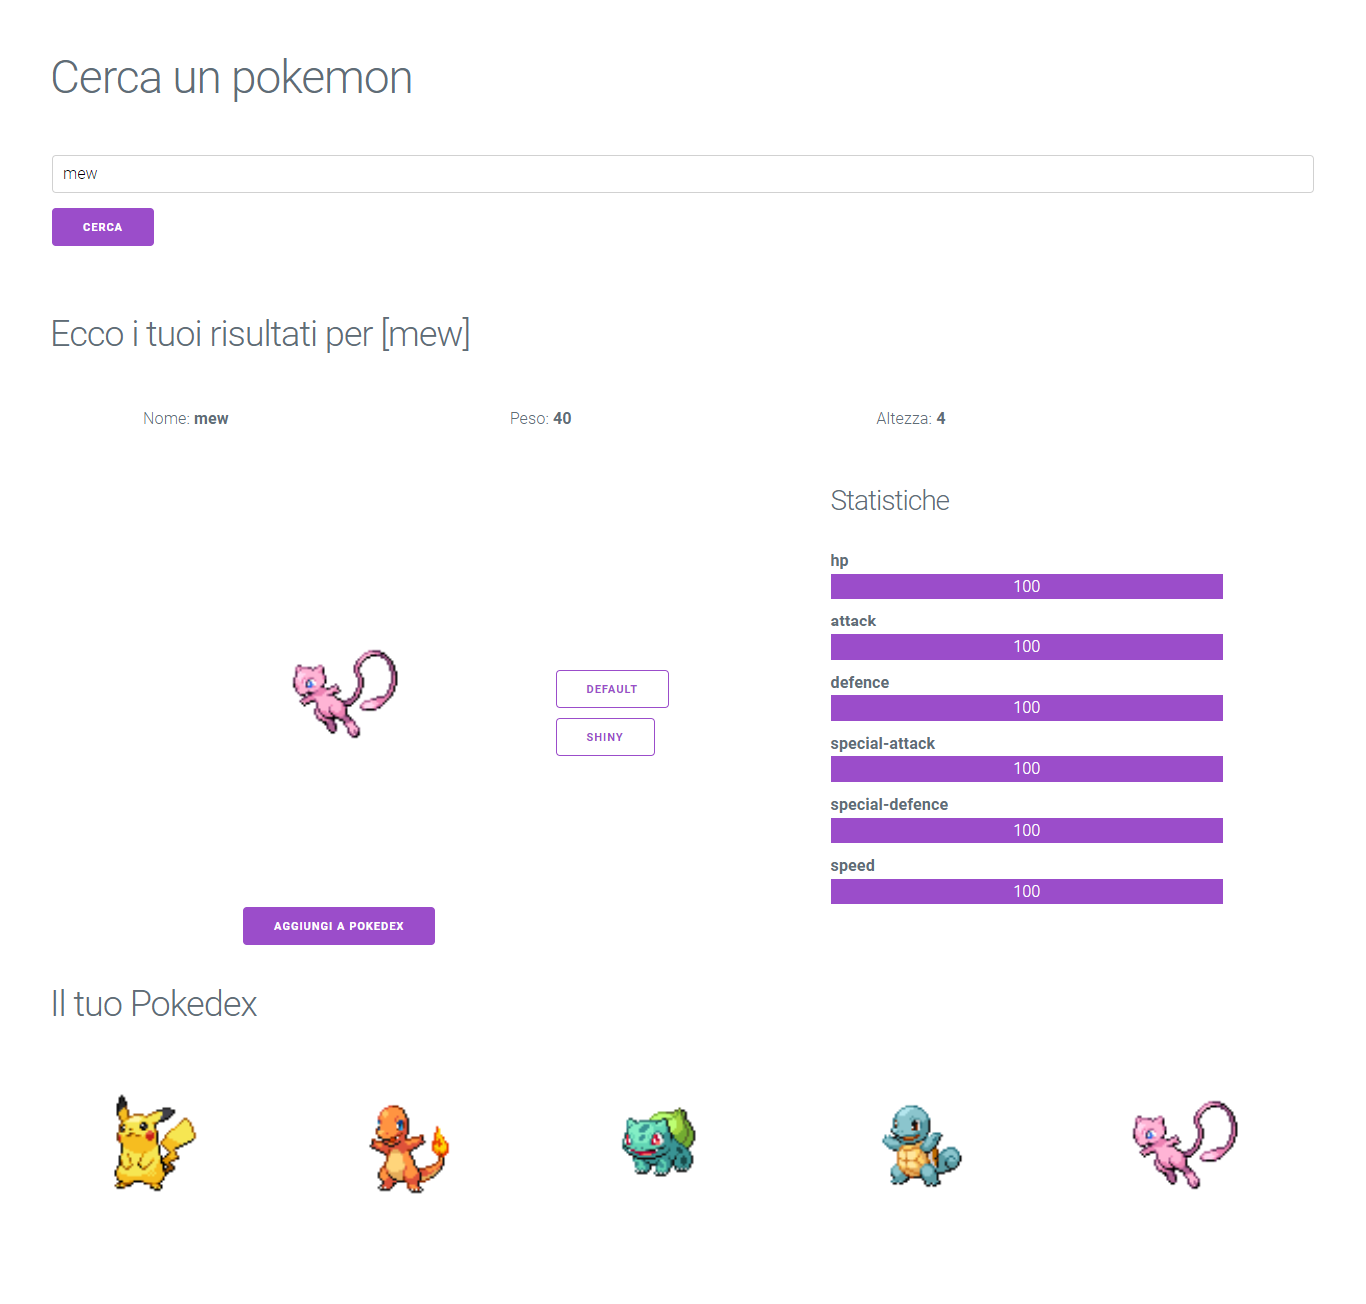 Cerca un pokemon
mew
CERCA
Ecco i tuoi risultati per [mew]
Nome: mew Peso: 40 Altezza: 4
Statistiche
hp
100
attack
100
defence
100
special-attack
100
special-defence
100
speed
100
DEFAULT
SHINY
AGGIUNGI A POKEDEX
Il tuo Pokedex